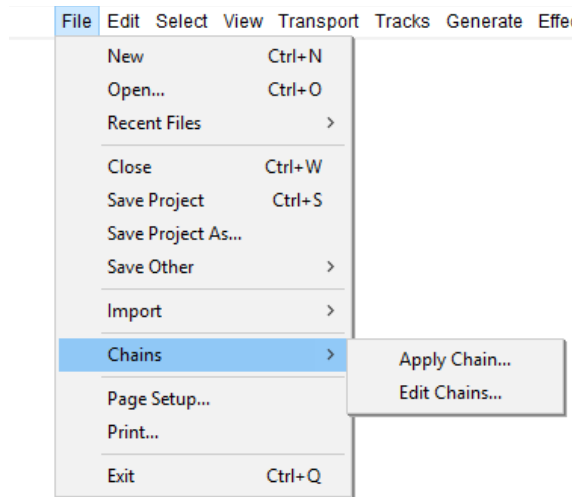 File Edit Select View Transport Tracks Generate Effe
New Ctrl+N
Open... Ctrl+O
Recent Files >
Close Ctrl+W
Save Project Ctrl+S
Save Project As...
Save Other >
Import >
Chains >
Apply Chain...
Edit Chains...
Page Setup...
Print...
Exit Ctrl+Q